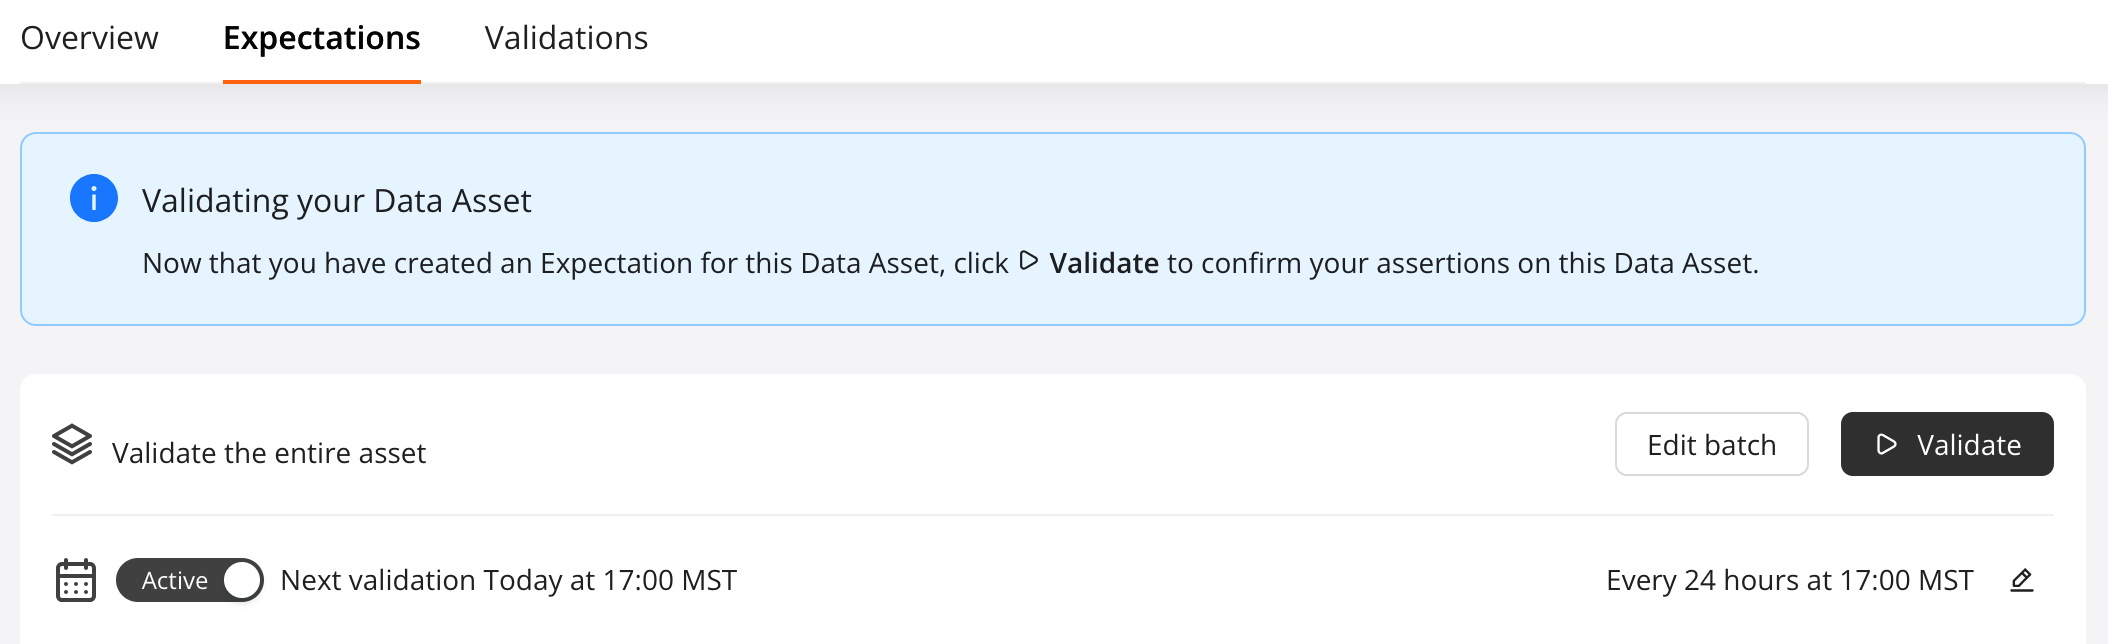 Overview Expectations Validations
Validating your Data Asset
Now that you have created an Expectation for this Data Asset, click Validate to confirm your assertions on this Data Asset.
Validate the entire asset Edit batch Validate
Active Next validation Today at 17:00 MST Every 24 hours at 17:00 MST